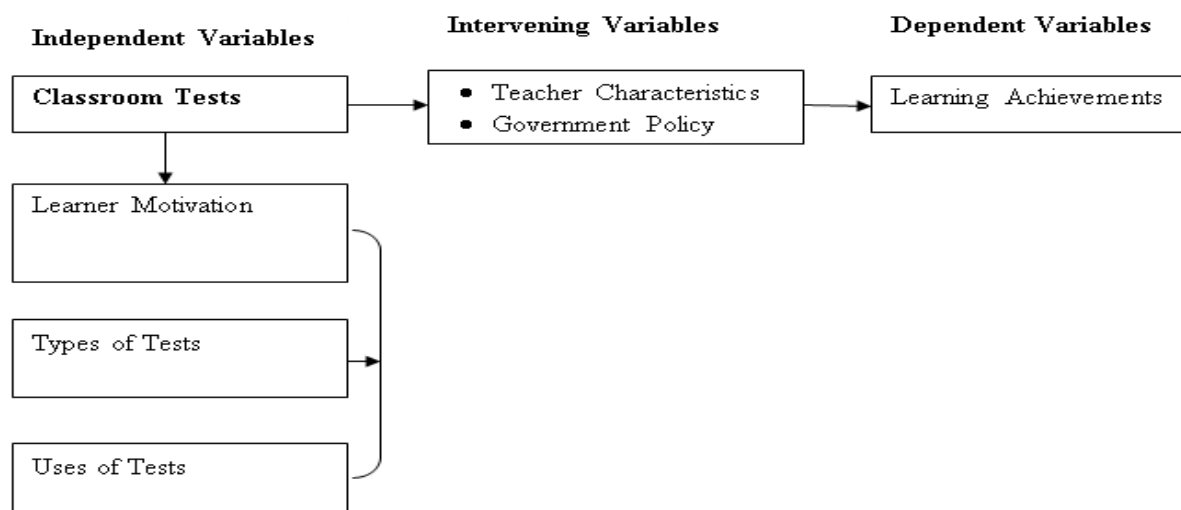 Independent Variables
Intervening Variables
Dependent Variables
Classroom Tests
• Teacher Characteristics
• Government Policy
Learning Achievements
Learner Motivation
Types of Tests
Uses of Tests